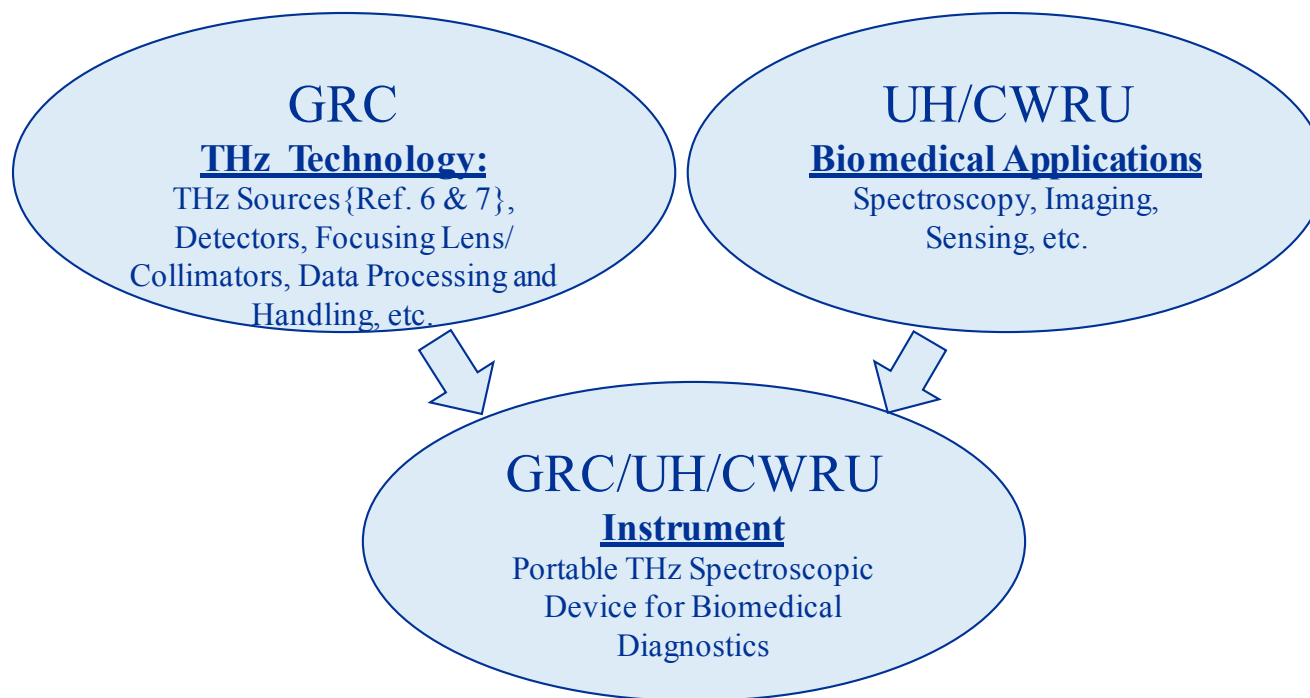 GRC
THz Technology:
THz Sources{Ref. 6 & 7},
Detectors, Focusing Lens/
Collimators, Data Processing and
Handling, etc.
UH/CWRU
Biomedical Applications
Spectroscopy, Imaging,
Sensing, etc.
GRC/UH/CWRU
Instrument
Portable THz Spectroscopic
Device for Biomedical
Diagnostics